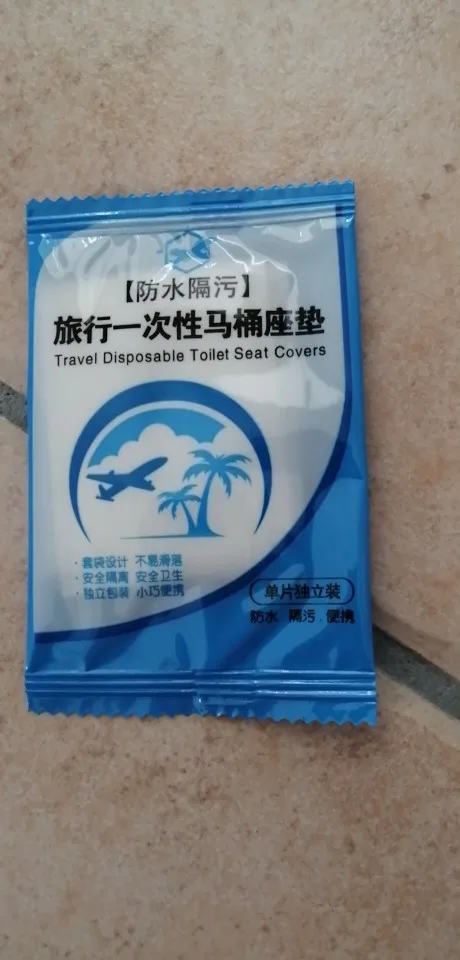 【防水隔污】
旅行一次性马桶座垫
Travel Disposable Toilet Seat Covers
· 套袋设计 不易滑落
· 安全隔离 安全卫生
· 独立包装 小巧便携
单片独立装
防水 隔污 . 便携